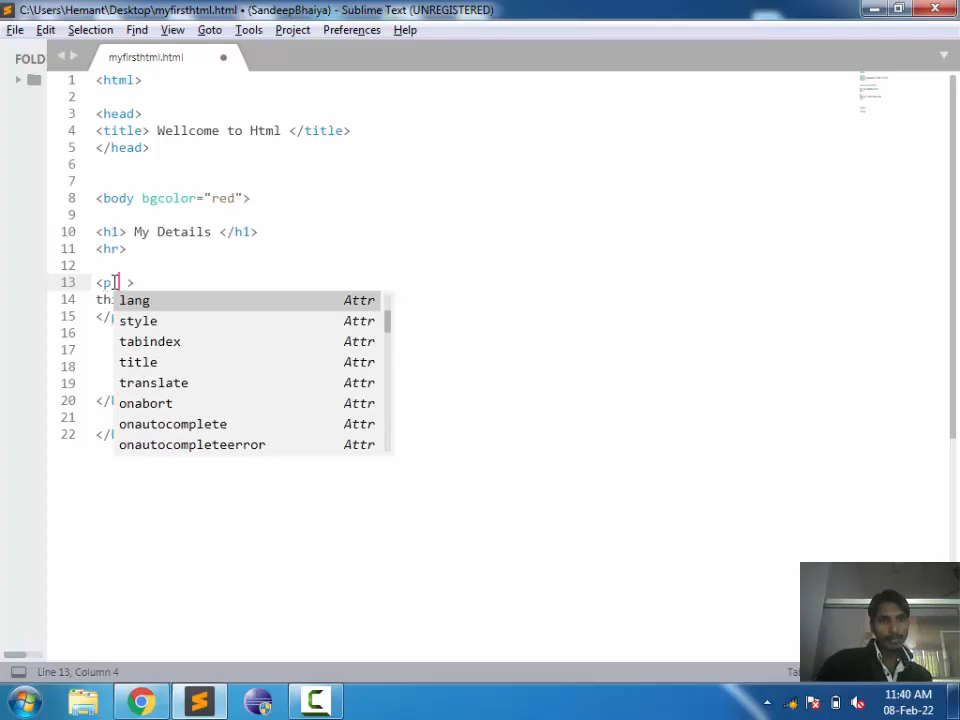 C:\Users\Hemant\Desktop\myfirsthtml.html • (SandeepBhaiya) - Sublime Text (UNREGISTERED)
File Edit Selection Find View Goto Tools Project Preferences Help
FOLD
myfirsthtml.html
1 <html>
2
3 <head>
4 <title> Wellcome to Html </title>
5 </head>
6
7
8 <body bgcolor="red">
9
10 <h1> My Details </h1>
11 <hr>
12
13 <p >
14 thi
15 </
16
17
18
19
20 </
21
22 </
lang Attr
style Attr
tabindex Attr
title Attr
translate Attr
onabort Attr
onautocomplete Attr
onautocompleteerror Attr
Line 13, Column 4
11:40 AM
08-Feb-22